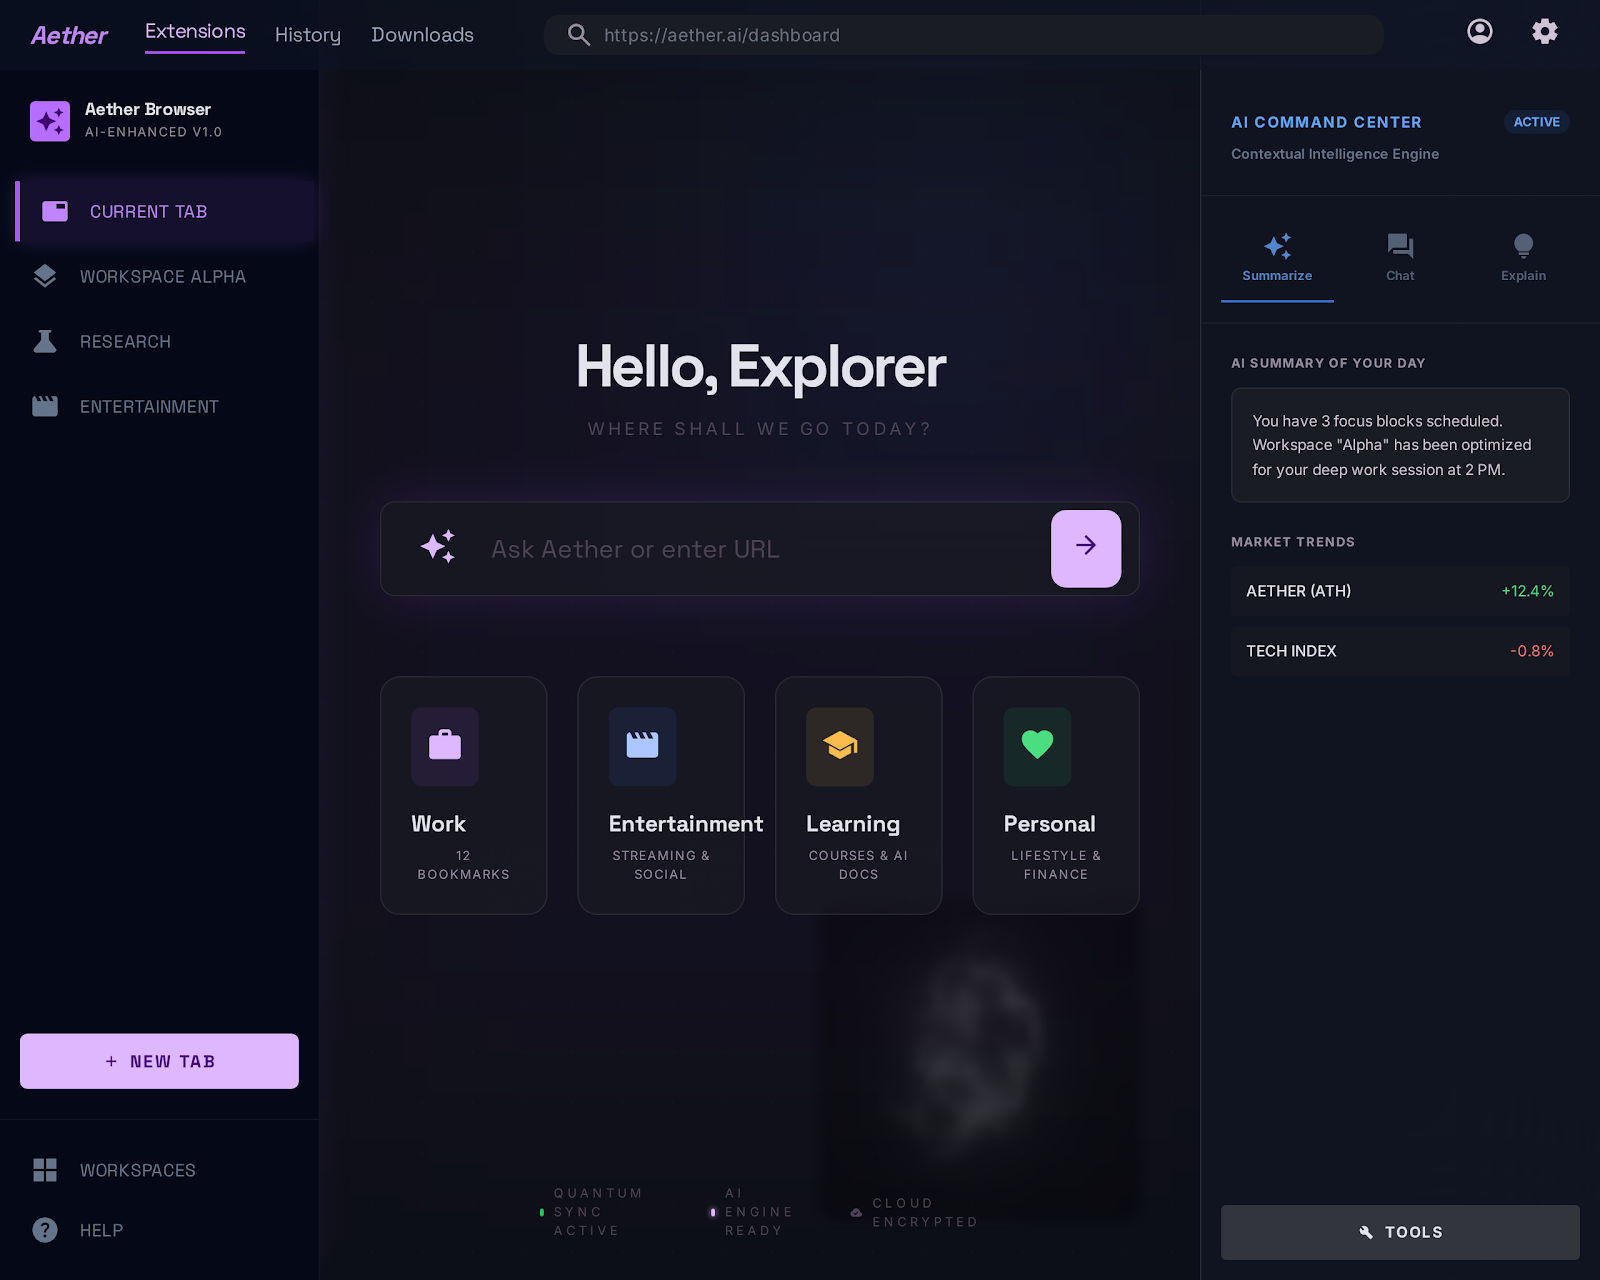 Aether
Extensions
History
Downloads
https://aether.ai/dashboard
Aether Browser
AI-ENHANCED V1.0
CURRENT TAB
WORKSPACE ALPHA
RESEARCH
ENTERTAINMENT
+ NEW TAB
WORKSPACES
HELP
Hello, Explorer
WHERE SHALL WE GO TODAY?
Ask Aether or enter URL
Work
12
BOOKMARKS
Entertainment
STREAMING &
SOCIAL
Learning
COURSES & AI
DOCS
Personal
LIFESTYLE &
FINANCE
QUANTUM
SYNC
ACTIVE
AI
ENGINE
READY
CLOUD
ENCRYPTED
AI COMMAND CENTER
ACTIVE
Contextual Intelligence Engine
Summarize
Chat
Explain
AI SUMMARY OF YOUR DAY
You have 3 focus blocks scheduled.
Workspace "Alpha" has been optimized
for your deep work session at 2 PM.
MARKET TRENDS
AETHER (ATH)
+12.4%
TECH INDEX
-0.8%
TOOLS